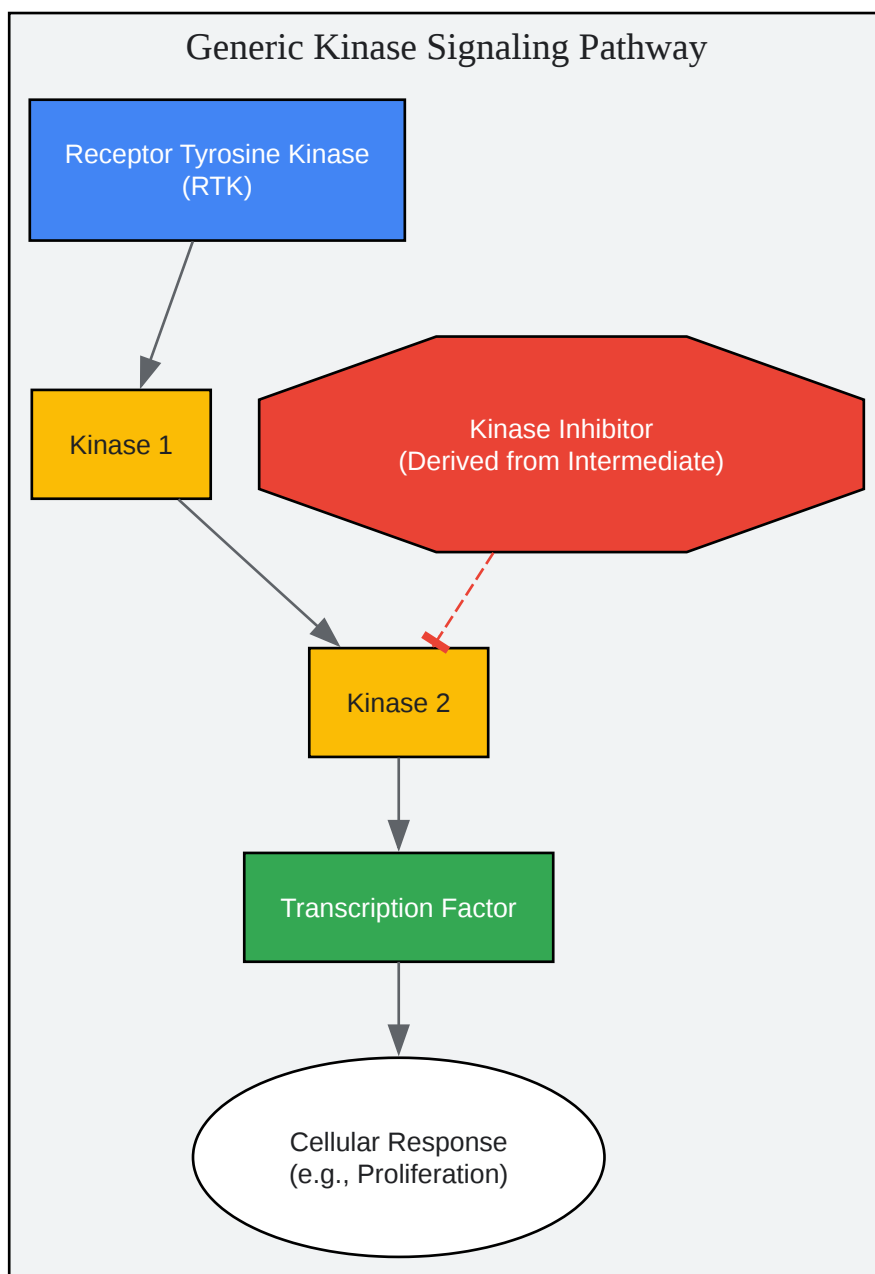 Generic Kinase Signaling Pathway
Receptor Tyrosine Kinase
(RTK)
Kinase 1
Kinase Inhibitor
(Derived from Intermediate)
Kinase 2
Transcription Factor
Cellular Response
(e.g., Proliferation)